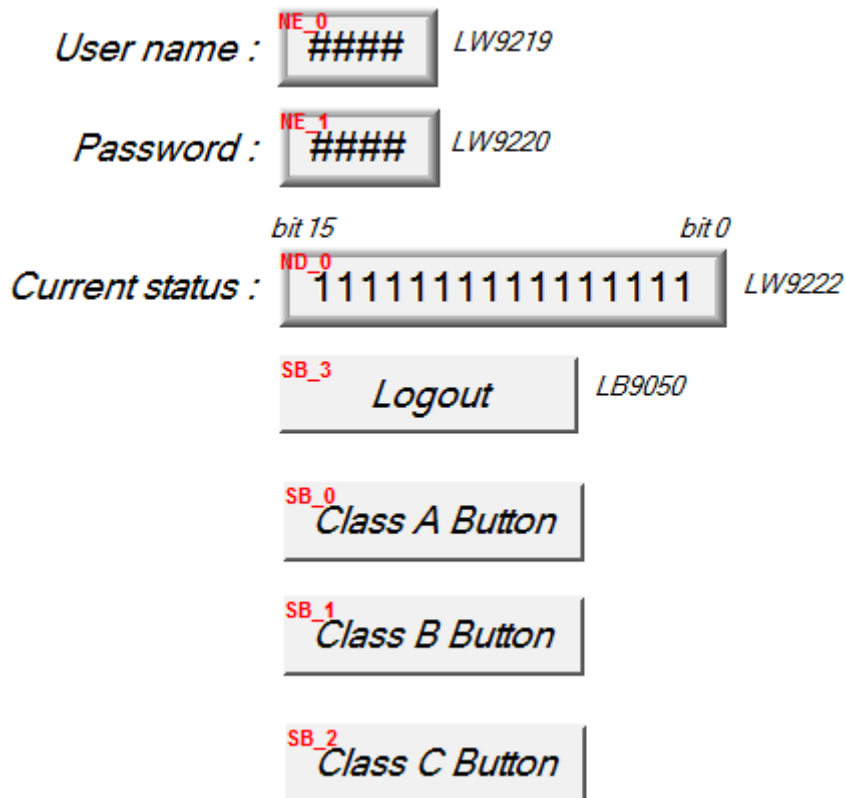 NE_0
User name : #### LW9219
NE_1
Password : #### LW9220
bit 15 bit 0
ND_0
Current status : 1111111111111111 LW9222
SB_3
Logout LB9050
SB_0
Class A Button
SB_1
Class B Button
SB_2
Class C Button